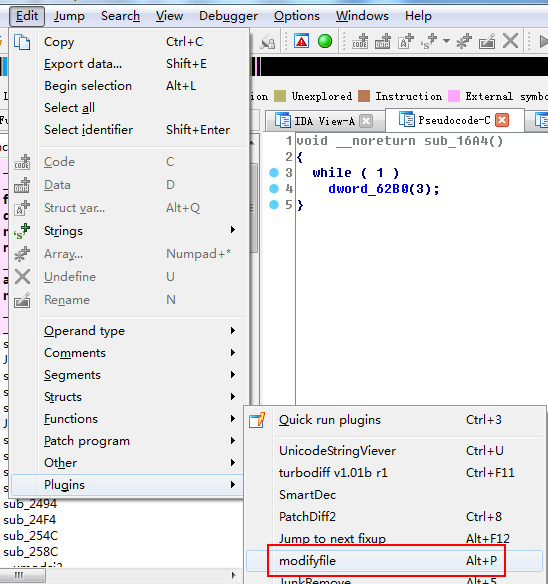 Edit Jump Search View Debugger Options Windows Help
Copy Ctrl+C
Export data... Shift+E
Begin selection Alt+L
Select all
Select identifier Shift+Enter
Code C
Data D
Struct var... Alt+Q
Strings
Array... Numpad+*
Undefine U
Rename N
Operand type
Comments
Segments
Structs
Functions
Patch program
Other
Plugins
sub_2494
sub_24F4
sub_254C
sub_258C
Unexplored Instruction External symbo
IDA View-A Pseudocode-C
1 void __noreturn sub_16A4()
2 {
3 while ( 1 )
4 dword_62B0(3);
5 }
Quick run plugins Ctrl+3
UnicodeStringViever Ctrl+U
turbodiff v1.01b r1 Ctrl+F11
SmartDec
PatchDiff2 Ctrl+8
Jump to next fixup Alt+F12
modifyfile Alt+P
JunkRemove Alt+5